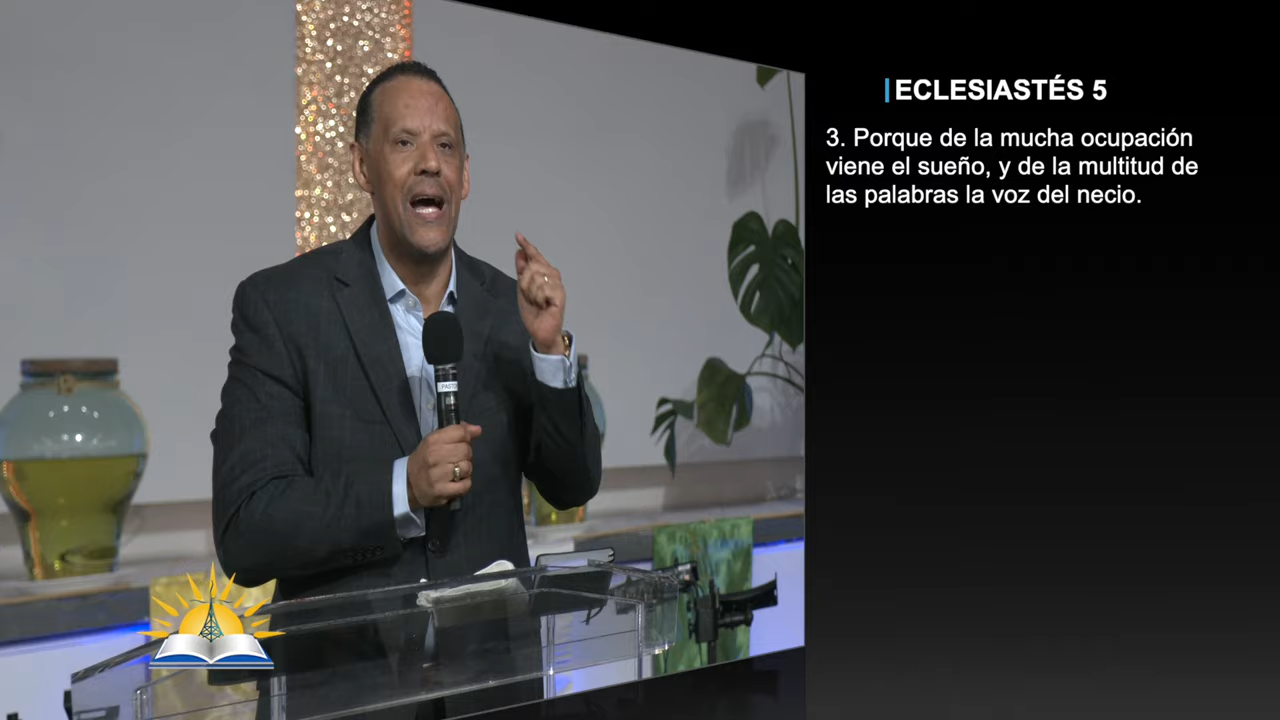 ECLESIASTÉS 5
3. Porque de la mucha ocupación
viene el sueño, y de la multitud de
las palabras la voz del necio.